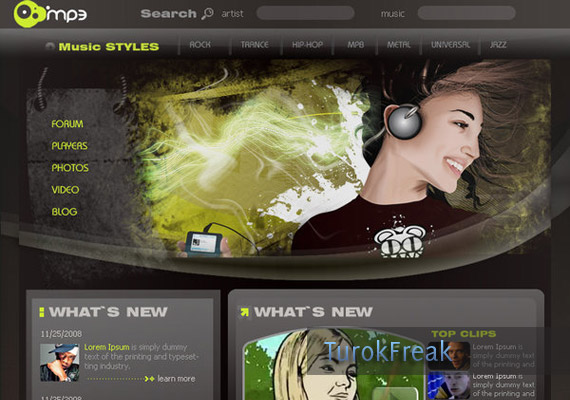 mp3
Search artist music
Music STYLES ROCK TRANCE HIP-HOP MPB METAL UNIVERSAL JAZZ
FORUM
PLAYERS
PHOTOS
VIDEO
BLOG
WHAT`S NEW
11/25/2008
Lorem Ipsum is simply dummy
text of the printing and typeset-
ting industry.
learn more
11/25/2008
WHAT`S NEW
TOP CLIPS
Lorem Ipsum is
simply dummy
text of the printing
Lorem Ipsum is
simply dummy
text of the printing
TurokFreak